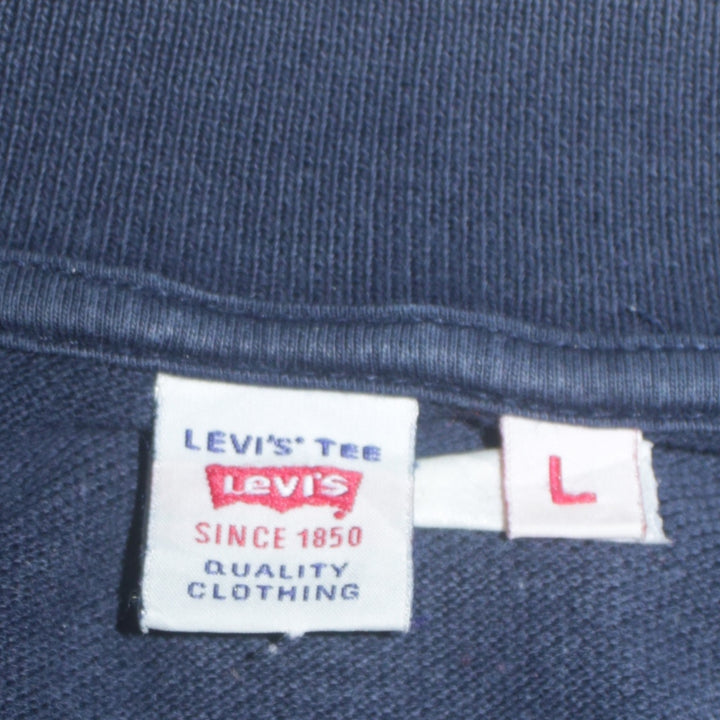 LEVI'S® TEE
Levi's
SINCE 1850
QUALITY
CLOTHING
L